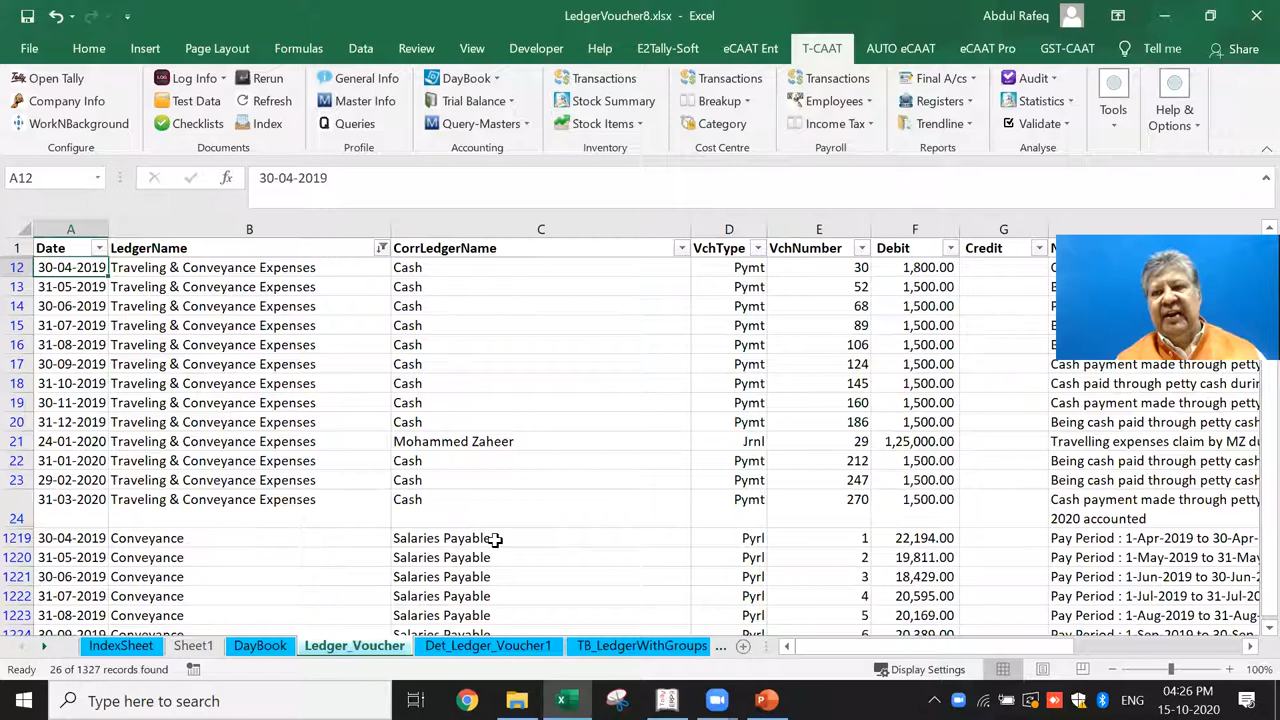 LedgerVoucher8.xlsx - Excel
Abdul Rafeq
File Home Insert Page Layout Formulas Data Review View Developer Help E2Tally-Soft eCAAT Ent T-CAAT AUTO eCAAT eCAAT Pro GST-CAAT Tell me Share
Open Tally Log Info Rerun General Info DayBook Transactions Transactions Transactions Final A/cs Audit
Company Info Test Data Refresh Master Info Trial Balance Stock Summary Breakup Employees Registers Statistics Tools Help &
WorkNBackground Checklists Index Queries Query-Masters Stock Items Category Income Tax Trendline Validate Options
Configure Documents Profile Accounting Inventory Cost Centre Payroll Reports Analyse
A12 fx 30-04-2019
A B C D E F G
1 Date LedgerName CorrLedgerName VchType VchNumber Debit Credit
12 30-04-2019 Traveling & Conveyance Expenses Cash Pymt 30 1,800.00
13 31-05-2019 Traveling & Conveyance Expenses Cash Pymt 52 1,500.00
14 30-06-2019 Traveling & Conveyance Expenses Cash Pymt 68 1,500.00
15 31-07-2019 Traveling & Conveyance Expenses Cash Pymt 89 1,500.00
16 31-08-2019 Traveling & Conveyance Expenses Cash Pymt 106 1,500.00
17 30-09-2019 Traveling & Conveyance Expenses Cash Pymt 124 1,500.00 Cash payment made through petty
18 31-10-2019 Traveling & Conveyance Expenses Cash Pymt 145 1,500.00 Cash paid through petty cash durin
19 30-11-2019 Traveling & Conveyance Expenses Cash Pymt 160 1,500.00 Cash payment made through petty
20 31-12-2019 Traveling & Conveyance Expenses Cash Pymt 186 1,500.00 Being cash paid through petty cash
21 24-01-2020 Traveling & Conveyance Expenses Mohammed Zaheer Jrnl 29 1,25,000.00 Travelling expenses claim by MZ du
22 31-01-2020 Traveling & Conveyance Expenses Cash Pymt 212 1,500.00 Being cash paid through petty cash
23 29-02-2020 Traveling & Conveyance Expenses Cash Pymt 247 1,500.00 Being cash paid through petty cash
31-03-2020 Traveling & Conveyance Expenses Cash Pymt 270 1,500.00 Cash payment made through petty
24 2020 accounted
1219 30-04-2019 Conveyance Salaries Payable Pyrl 1 22,194.00 Pay Period : 1-Apr-2019 to 30-Apr-
1220 31-05-2019 Conveyance Salaries Payable Pyrl 2 19,811.00 Pay Period : 1-May-2019 to 31-Ma
1221 30-06-2019 Conveyance Salaries Payable Pyrl 3 18,429.00 Pay Period : 1-Jun-2019 to 30-Jun-
1222 31-07-2019 Conveyance Salaries Payable Pyrl 4 20,595.00 Pay Period : 1-Jul-2019 to 31-Jul-2
1223 31-08-2019 Conveyance Salaries Payable Pyrl 5 20,169.00 Pay Period : 1-Aug-2019 to 31-Aug
1224 30-09-2019 Conveyance Salaries Payable Pyrl 6 20,389.00 Pay Period : 1-Sep-2019 to 30-Sep
IndexSheet Sheet1 DayBook Ledger_Voucher Det_Ledger_Voucher1 TB_LedgerWithGroups ...
Ready 26 of 1327 records found Display Settings 100%
Type here to search ENG 04:26 PM
15-10-2020